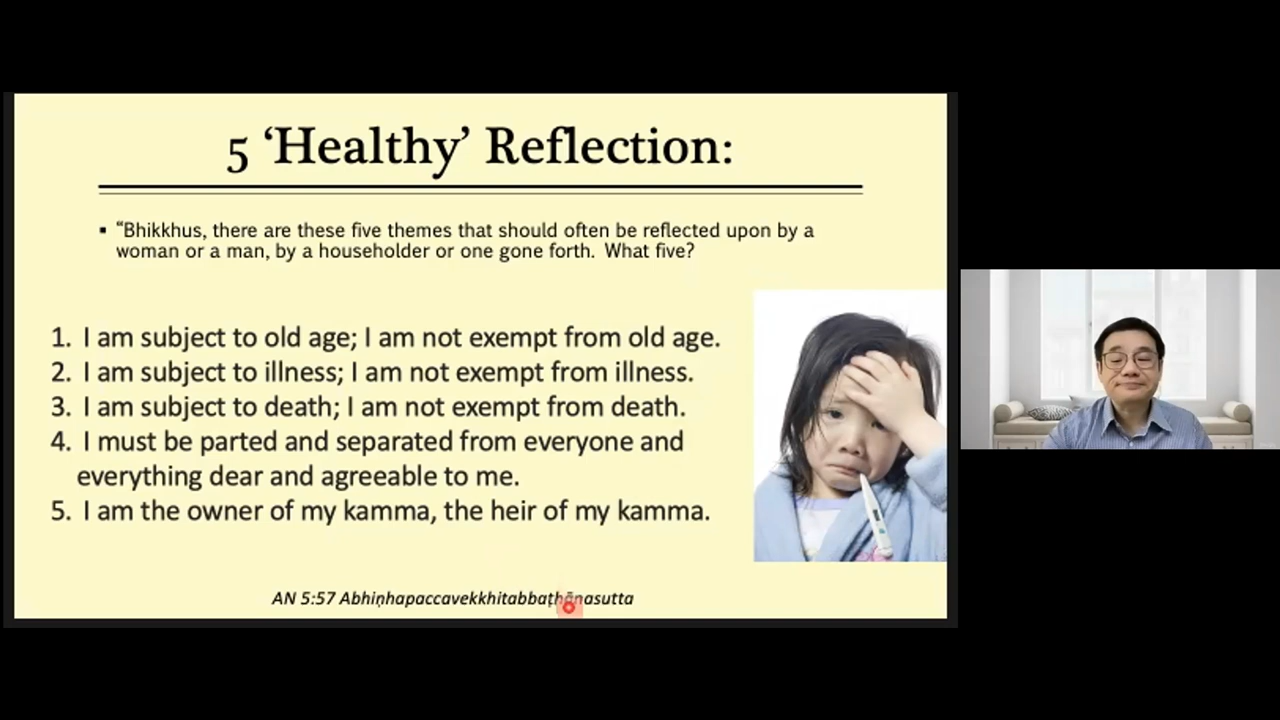 5 ‘Healthy’ Reflection:
▪ “Bhikkhus, there are these five themes that should often be reflected upon by a
woman or a man, by a householder or one gone forth. What five?
1. I am subject to old age; I am not exempt from old age.
2. I am subject to illness; I am not exempt from illness.
3. I am subject to death; I am not exempt from death.
4. I must be parted and separated from everyone and
everything dear and agreeable to me.
5. I am the owner of my kamma, the heir of my kamma.
AN 5:57 Abhiṇhapaccavekkhitabbaṭhānasutta